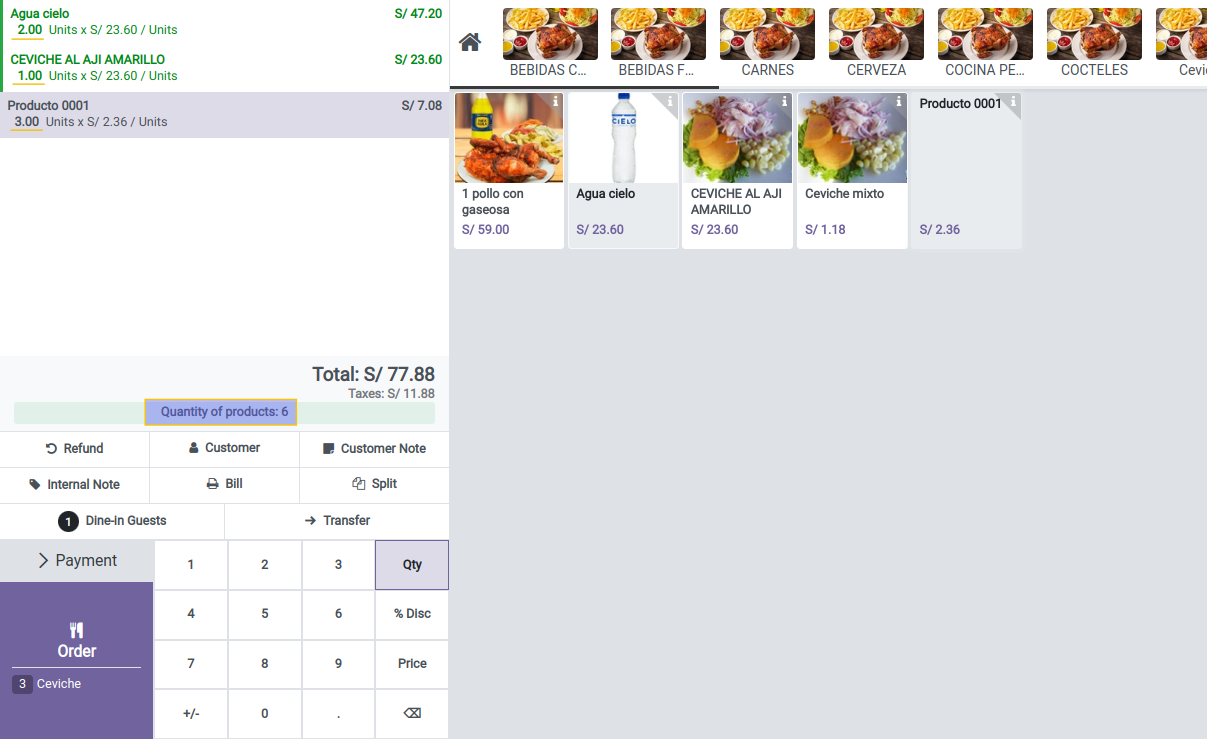 Agua cielo S/ 47.20
2.00 Units x S/ 23.60 / Units
CEVICHE AL AJI AMARILLO S/ 23.60
1.00 Units x S/ 23.60 / Units
Producto 0001 S/ 7.08
3.00 Units x S/ 2.36 / Units
Total: S/ 77.88
Taxes: S/ 11.88
Quantity of products: 6
Refund Customer Customer Note
Internal Note Bill Split
1 Dine-in Guests Transfer
Payment
Order
3 Ceviche
1 2 3 Qty
4 5 6 % Disc
7 8 9 Price
+/- 0 .
BEBIDAS C... BEBIDAS F... CARNES CERVEZA COCINA PE... COCTELES Cevi
1 pollo con
gaseosa
S/ 59.00
CIELO
Agua cielo
S/ 23.60
CEVICHE AL AJI
AMARILLO
S/ 23.60
Ceviche mixto
S/ 1.18
Producto 0001
S/ 2.36